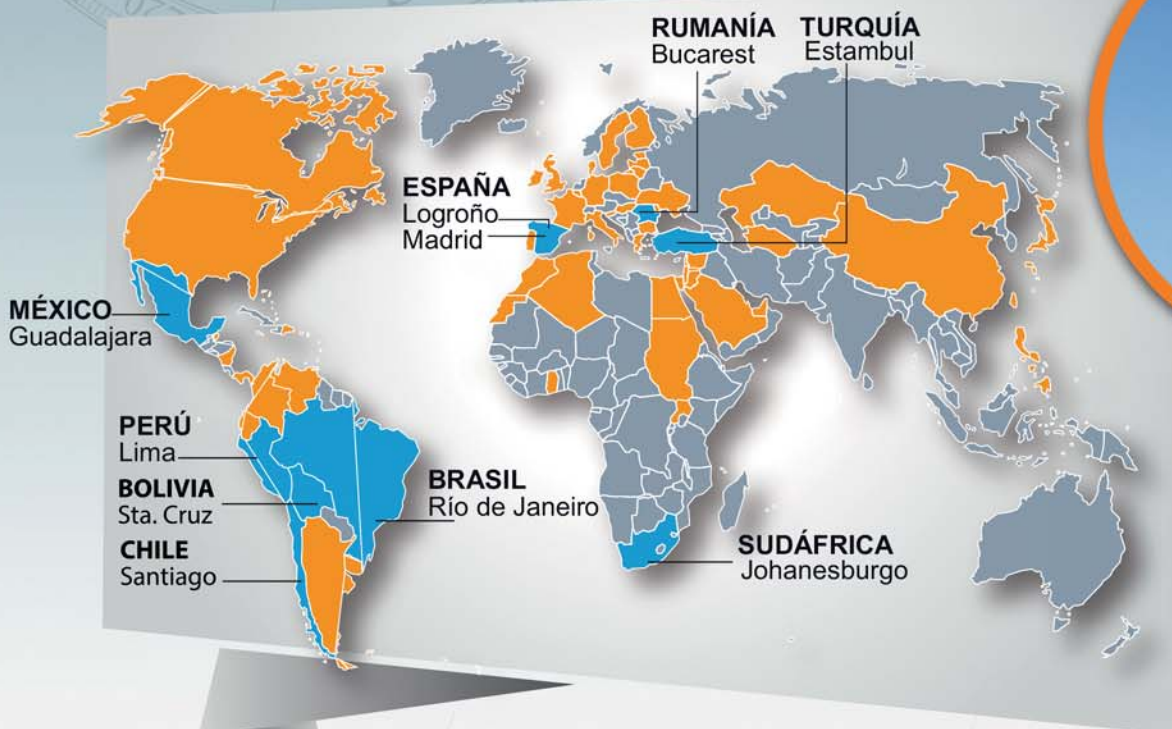 RUMANÍA
Bucarest
TURQUÍA
Estambul
ESPAÑA
Logroño
Madrid
MÉXICO
Guadalajara
PERÚ
Lima
BOLIVIA
Sta. Cruz
CHILE
Santiago
BRASIL
Río de Janeiro
SUDÁFRICA
Johanesburgo